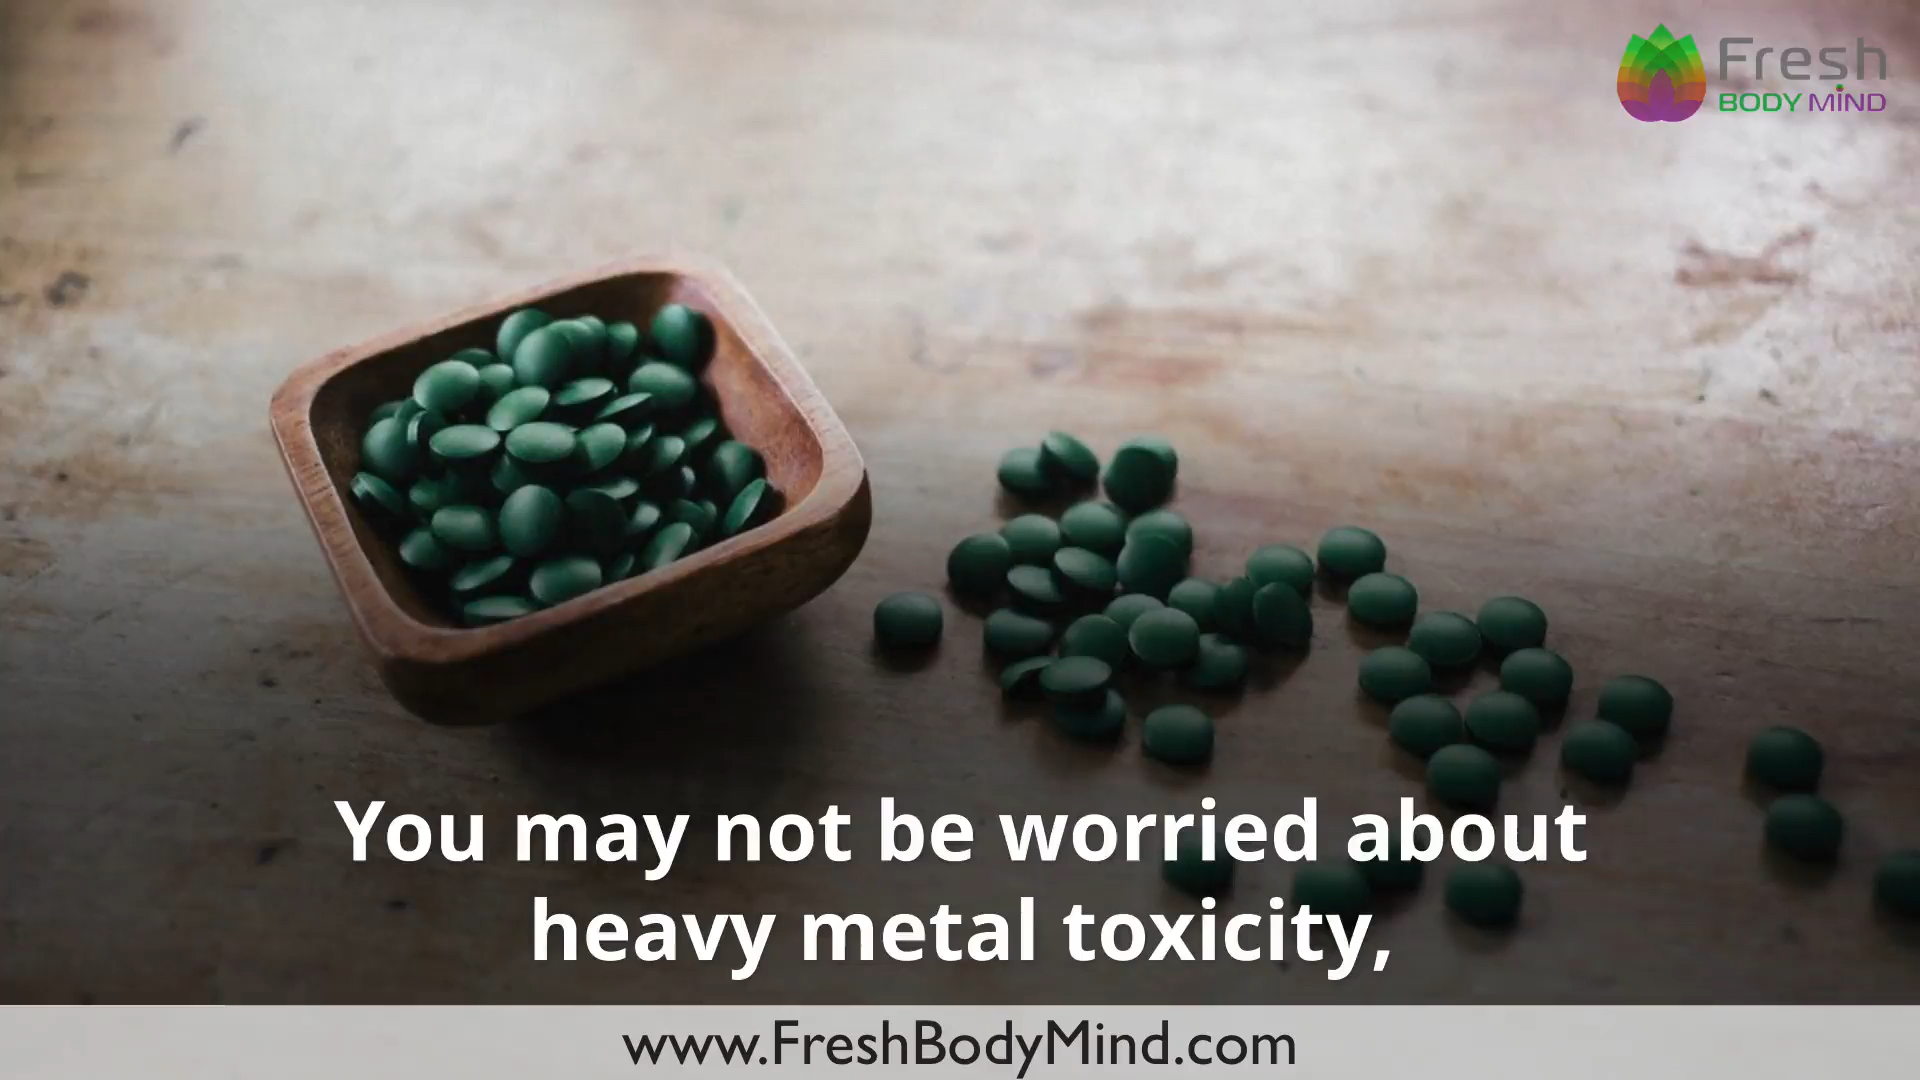 Fresh
BODY MIND
You may not be worried about
heavy metal toxicity,
www.FreshBodyMind.com